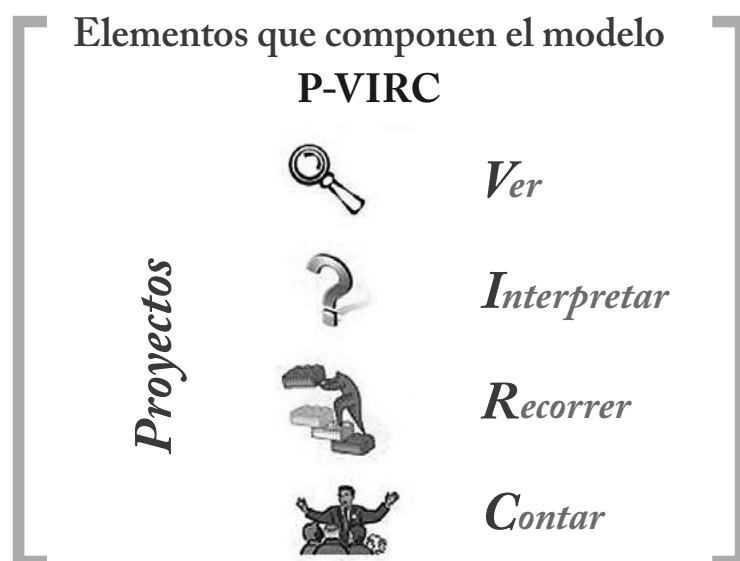 Elementos que componen el modelo
P-VIRC
Proyectos
Ver
Interpretar
Recorrer
Contar